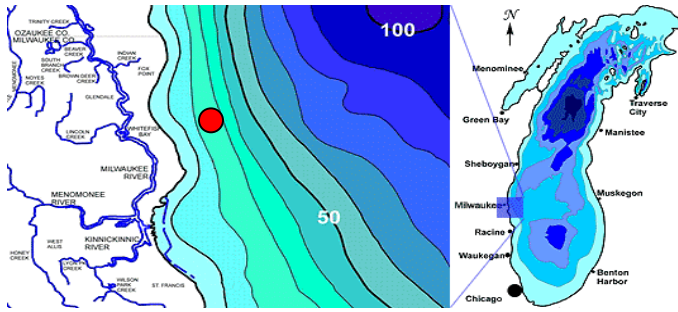 TRINITY CREEK
OZAUKEE CO.
MILWAUKEE CO.
BEAVER
CREEK
SOUTH
BRANCH
CREEK
INDIAN
CREEK
FOX
POINT
MENOMONEE
NOYES
CREEK
BROWN DEER
CREEK
GLENDALE
LINCOLN
CREEK
WHITEFISH
BAY
MILWAUKEE
RIVER
MENOMONEE
RIVER
KINNICKINNIC
RIVER
HONEY
CREEK
WEST
ALLIS
LYONS
CREEK
WILSON
PARK
CREEK
ST. FRANCIS
100
50
N
Menominee
Green Bay
Traverse
City
Manistee
Sheboygan
Milwaukee
Muskegon
Racine
Waukegan
Benton
Harbor
Chicago